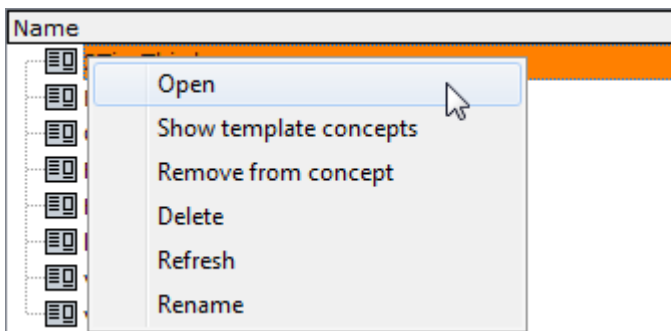 Name
Open
Show template concepts
Remove from concept
Delete
Refresh
Rename